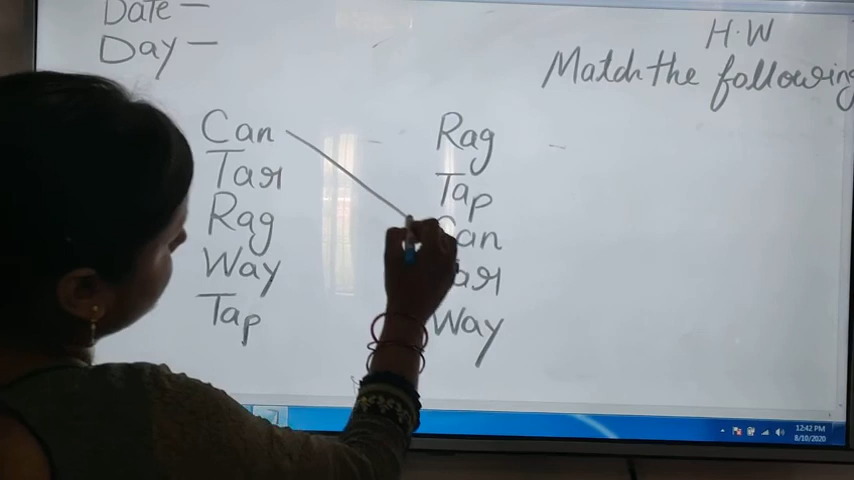 Date -
Day -
H.W
Match the following
Can Rag
Tar Tap
Rag Can
Way ar
Tap Way
12:42 PM
8/10/2020